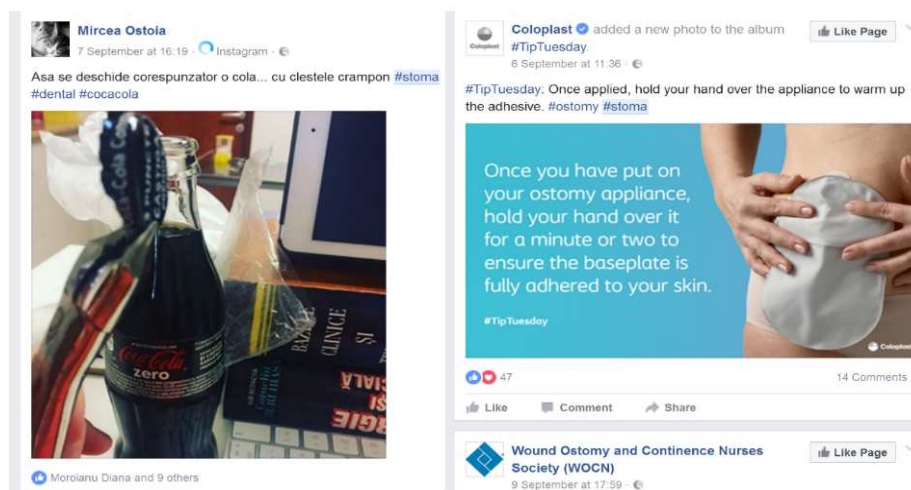 Mircea Ostoia
7 September at 16:19 · Instagram ·
Asa se deschide corespunzator o cola... cu clestele crampon #stoma
#dental #cocacola
Coca-Cola
zero
BAZELE
CLINICE
ȘI
Moroianu Diana and 9 others
Coloplast added a new photo to the album
#TipTuesday.
6 September at 11:36 ·
Like Page
Coloplast
#TipTuesday: Once applied, hold your hand over the appliance to warm up
the adhesive. #ostomy #stoma
Once you have put on
your ostomy appliance,
hold your hand over it
for a minute or two to
ensure the baseplate is
fully adhered to your skin.
#TipTuesday
Coloplast
47
14 Comments
Like Comment Share
Wound Ostomy and Continence Nurses
Society (WOCN)
Like Page
9 September at 17:59 ·